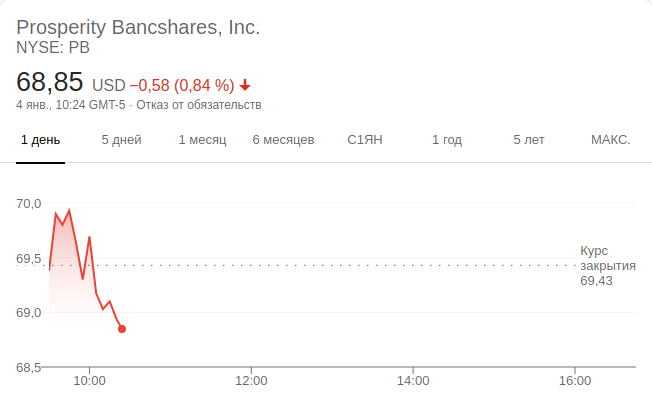 Prosperity Bancshares, Inc.
NYSE: PB
68,85 USD −0,58 (0,84 %)
4 янв., 10:24 GMT-5 · Отказ от обязательств
1 день 5 дней 1 месяц 6 месяцев С1ЯН 1 год 5 лет МАКС.
70,0
69,5
69,0
68,5
Курс
закрытия
69,43
10:00 12:00 14:00 16:00